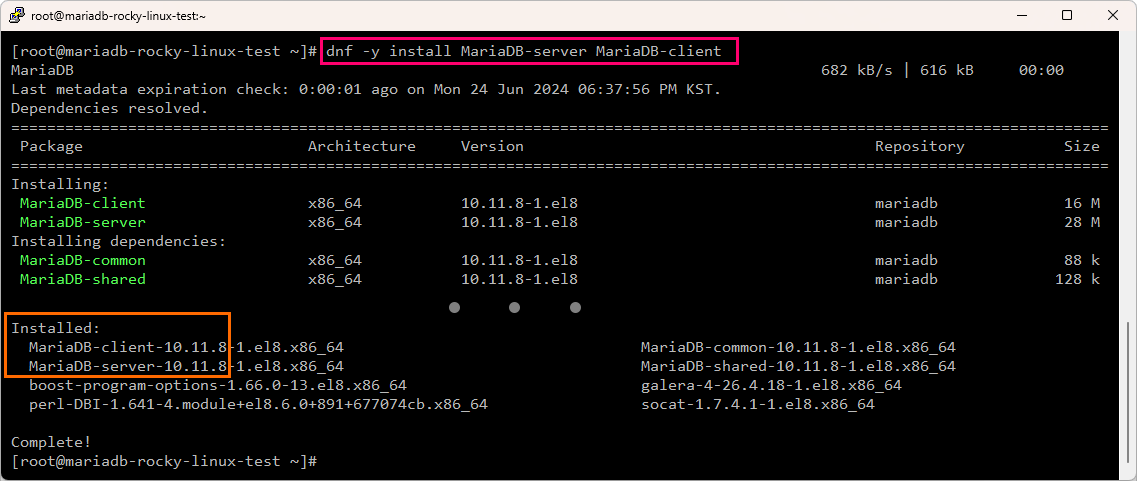 root@mariadb-rocky-linux-test:~
[root@mariadb-rocky-linux-test ~]# dnf -y install MariaDB-server MariaDB-client
MariaDB 682 kB/s | 616 kB 00:00
Last metadata expiration check: 0:00:01 ago on Mon 24 Jun 2024 06:37:56 PM KST.
Dependencies resolved.
================================================================================
Package Architecture Version Repository Size
================================================================================
Installing:
MariaDB-client x86_64 10.11.8-1.el8 mariadb 16 M
MariaDB-server x86_64 10.11.8-1.el8 mariadb 28 M
Installing dependencies:
MariaDB-common x86_64 10.11.8-1.el8 mariadb 88 k
MariaDB-shared x86_64 10.11.8-1.el8 mariadb 128 k
Installed:
MariaDB-client-10.11.8-1.el8.x86_64 MariaDB-common-10.11.8-1.el8.x86_64
MariaDB-server-10.11.8-1.el8.x86_64 MariaDB-shared-10.11.8-1.el8.x86_64
boost-program-options-1.66.0-13.el8.x86_64 galera-4-26.4.18-1.el8.x86_64
perl-DBI-1.641-4.module+el8.6.0+891+677074cb.x86_64 socat-1.7.4.1-1.el8.x86_64
Complete!
[root@mariadb-rocky-linux-test ~]#